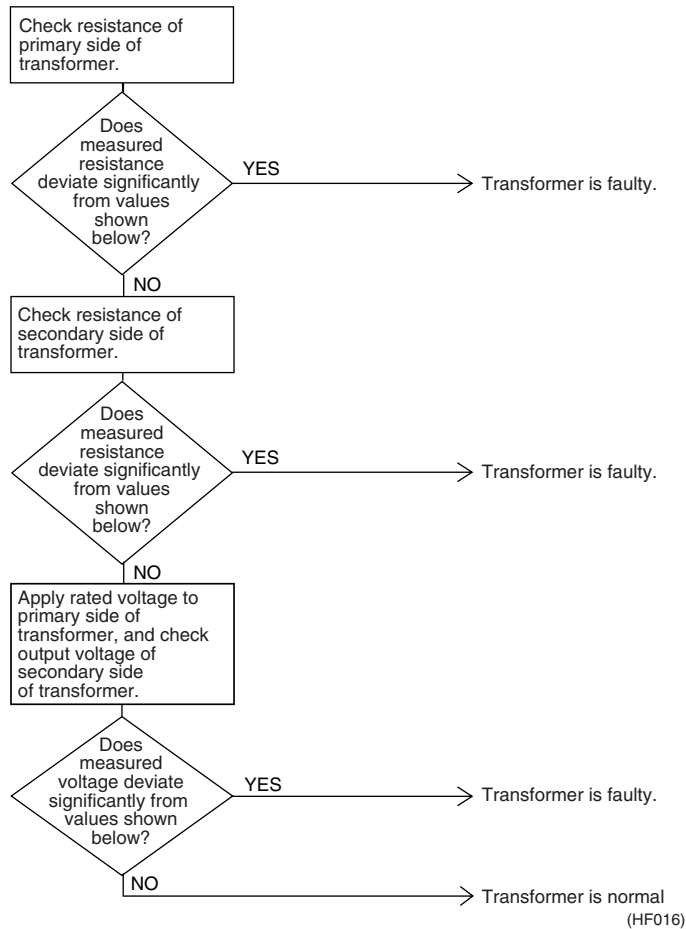 Check resistance of
primary side of
transformer.
Does
measured
resistance
deviate significantly
from values
shown
below?
YES
Transformer is faulty.
NO
Check resistance of
secondary side of
transformer.
Does
measured
resistance
deviate significantly
from values
shown
below?
YES
Transformer is faulty.
NO
Apply rated voltage to
primary side of
transformer, and check
output voltage of
secondary side
of transformer.
Does
measured
voltage deviate
significantly from
values shown
below?
YES
Transformer is faulty.
NO
Transformer is normal
(HF016)